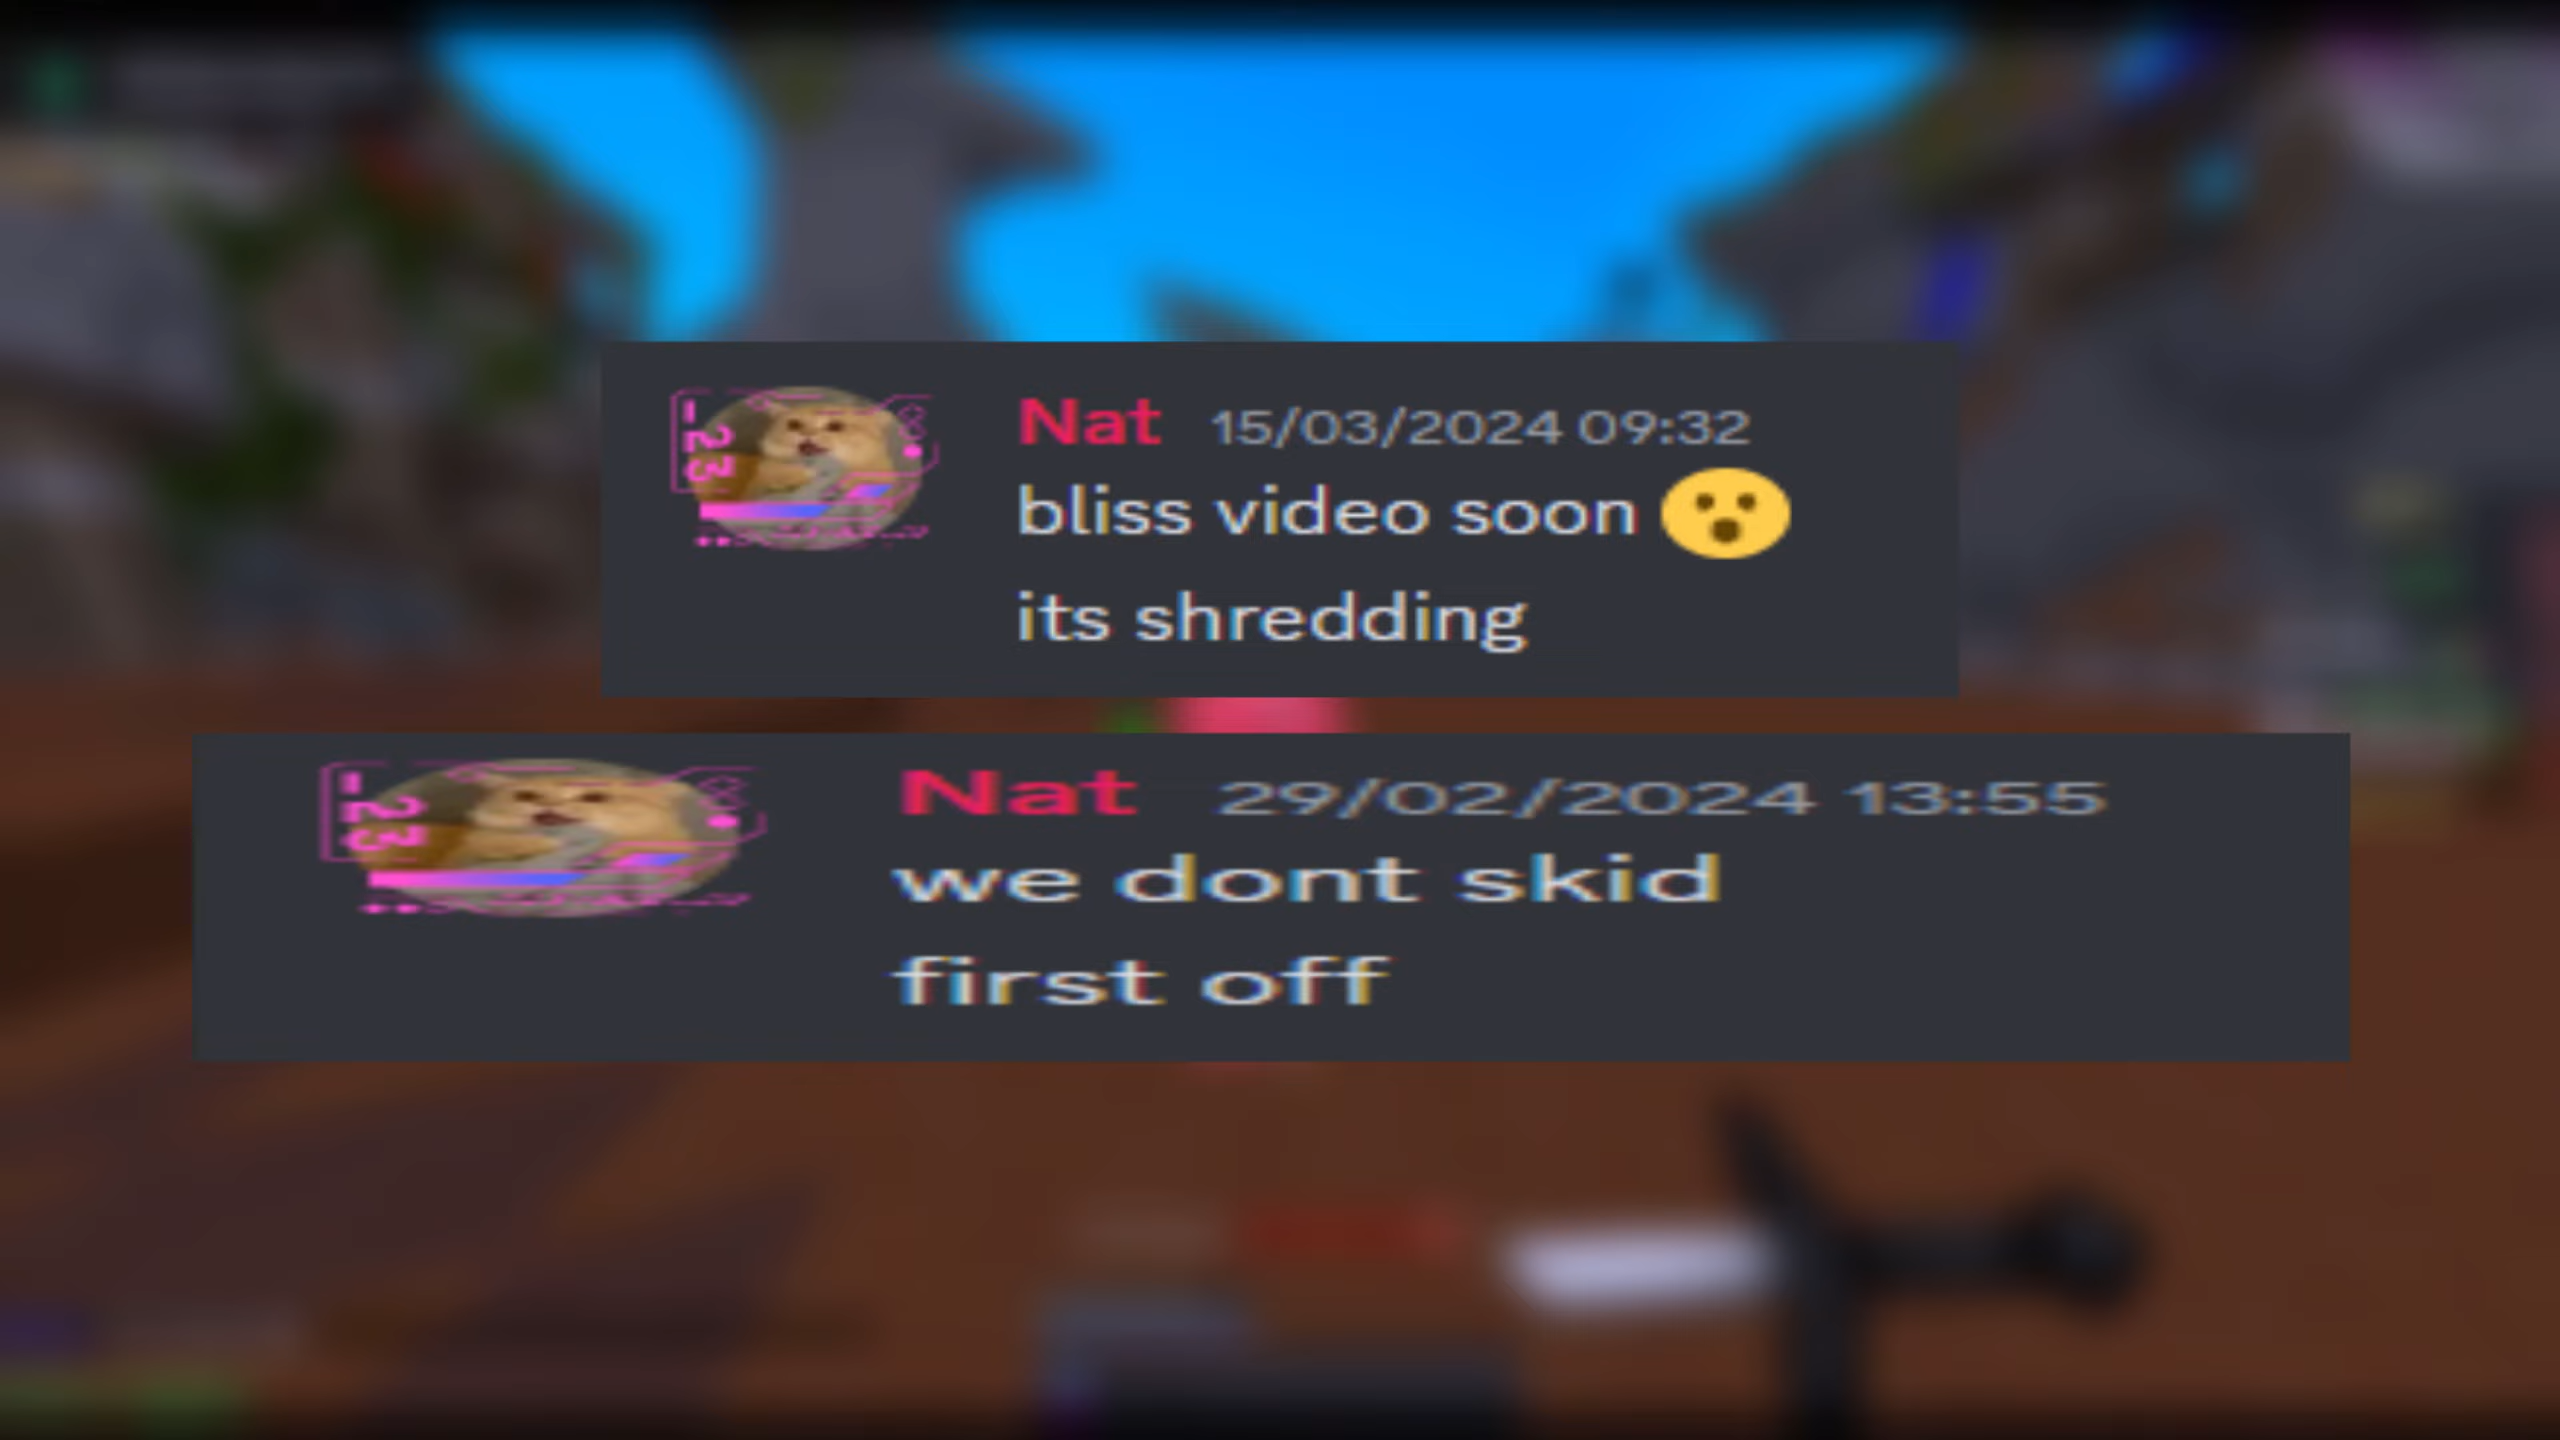 Nat 15/03/2024 09:32
bliss video soon 😮
its shredding
Nat 29/02/2024 13:55
we dont skid
first off